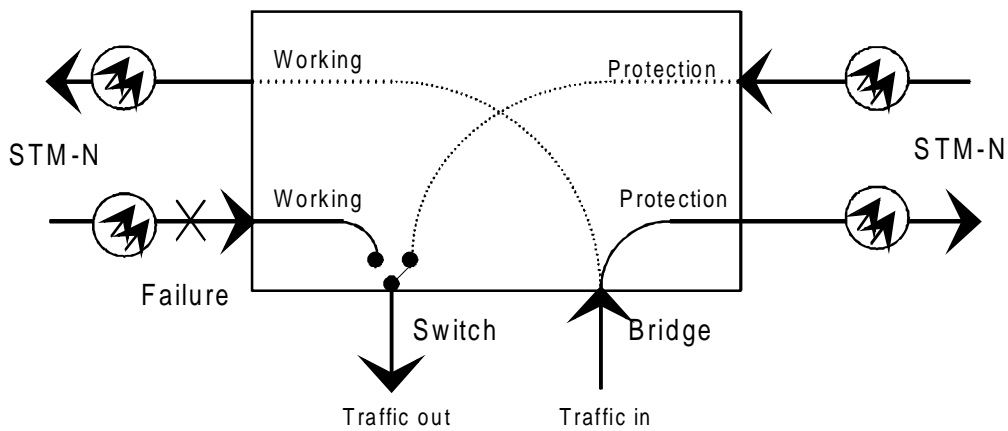 Working
Protection
STM-N
STM-N
Working
Protection
Failure
Switch
Bridge
Traffic out
Traffic in